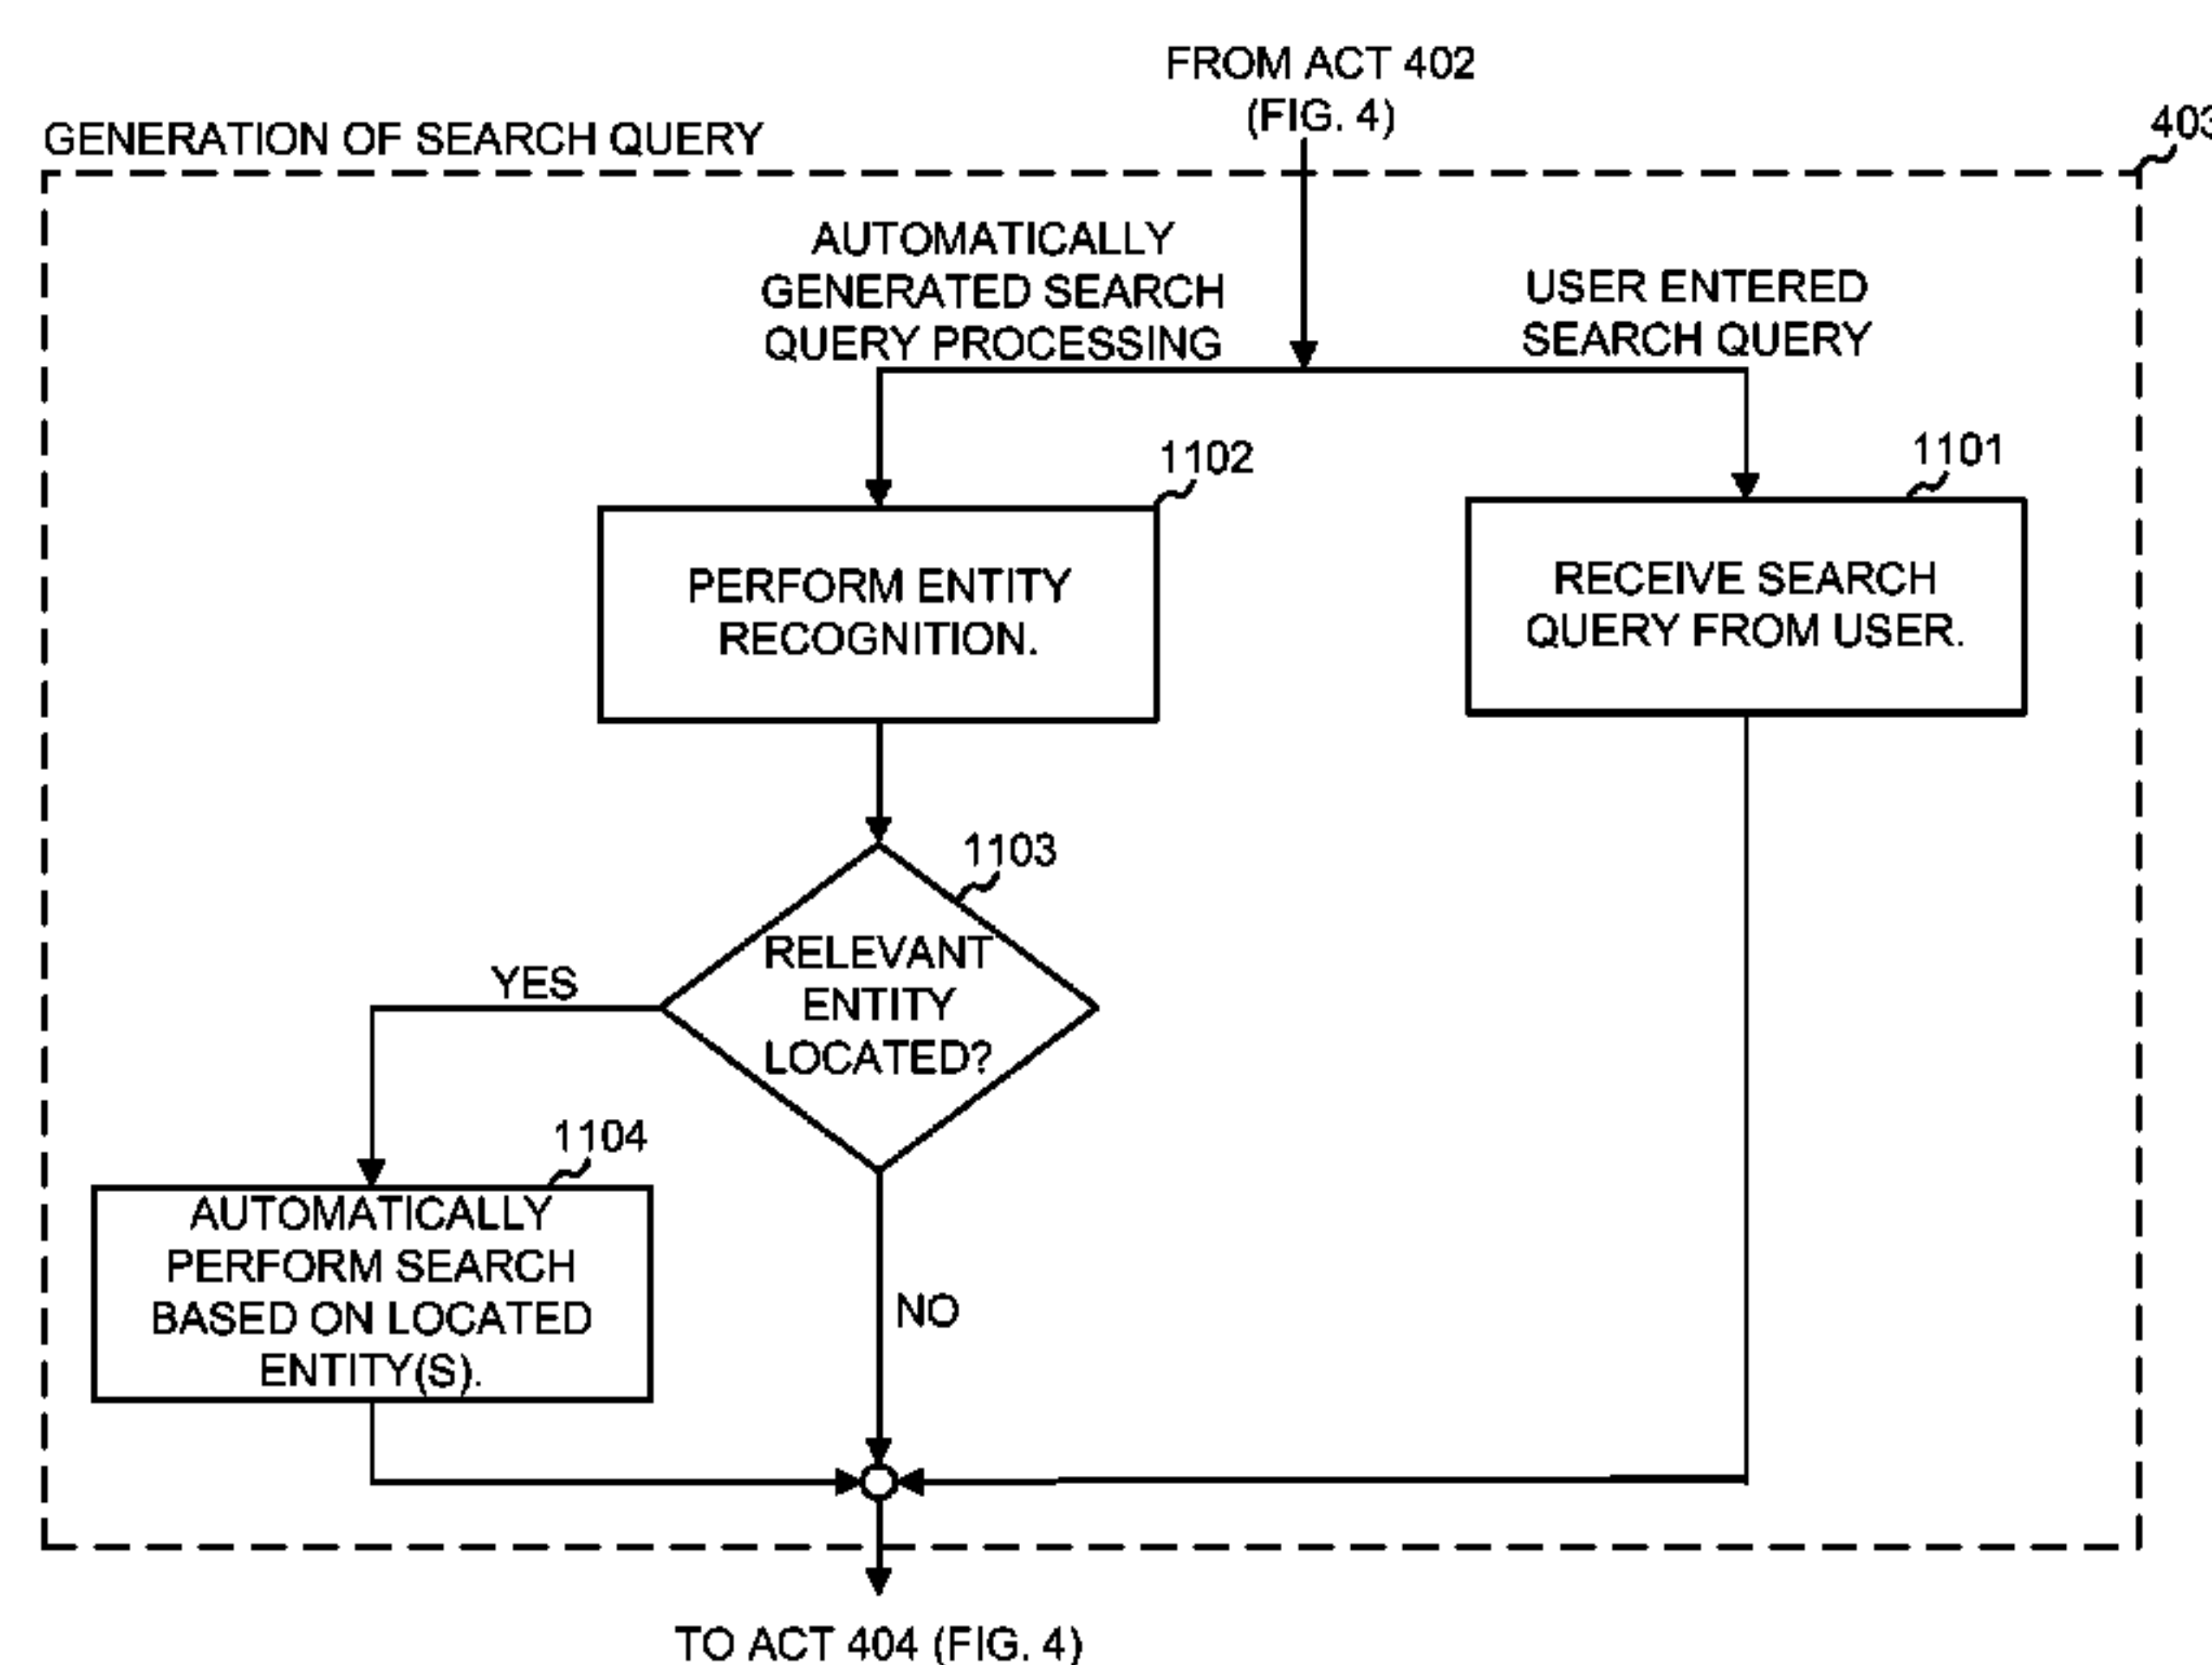 FROM ACT 402
(FIG. 4)
GENERATION OF SEARCH QUERY
403
AUTOMATICALLY
GENERATED SEARCH
QUERY PROCESSING
USER ENTERED
SEARCH QUERY
1102
1101
PERFORM ENTITY
RECOGNITION.
RECEIVE SEARCH
QUERY FROM USER.
1103
RELEVANT
ENTITY
LOCATED?
YES
1104
AUTOMATICALLY
PERFORM SEARCH
BASED ON LOCATED
ENTITY(S).
NO
TO ACT 404 (FIG. 4)